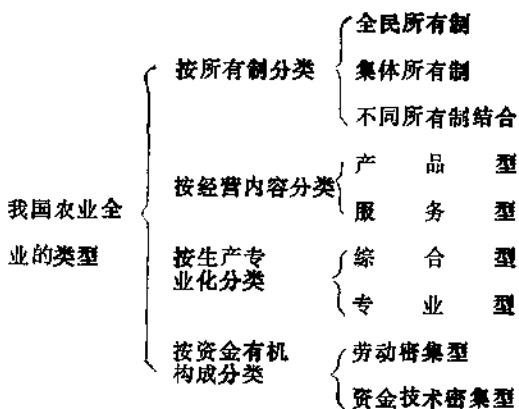 我国农业全
业的类型
按所有制分类
全民所有制
集体所有制
不同所有制结合
按经营内容分类
产品型
服务型
按生产专
业化分类
综合型
专业型
按资金有机
构成分类
劳动密集型
资金技术密集型